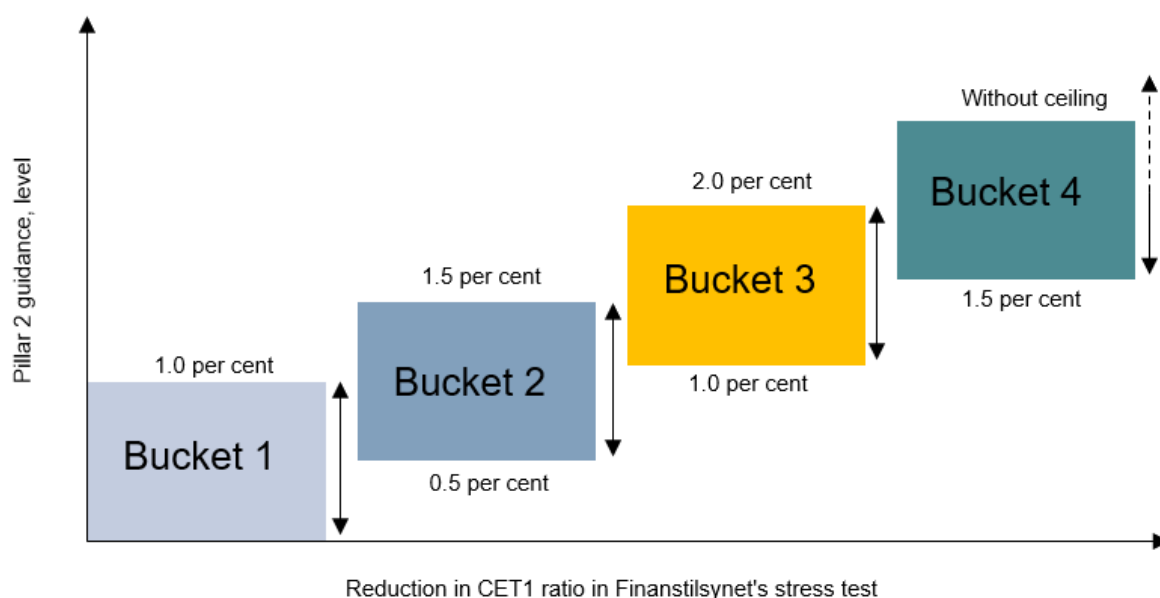 Pillar 2 guidance, level
Without ceiling
Bucket 4
1.5 per cent
2.0 per cent
Bucket 3
1.0 per cent
1.5 per cent
Bucket 2
0.5 per cent
1.0 per cent
Bucket 1
Reduction in CET1 ratio in Finanstilsynet's stress test